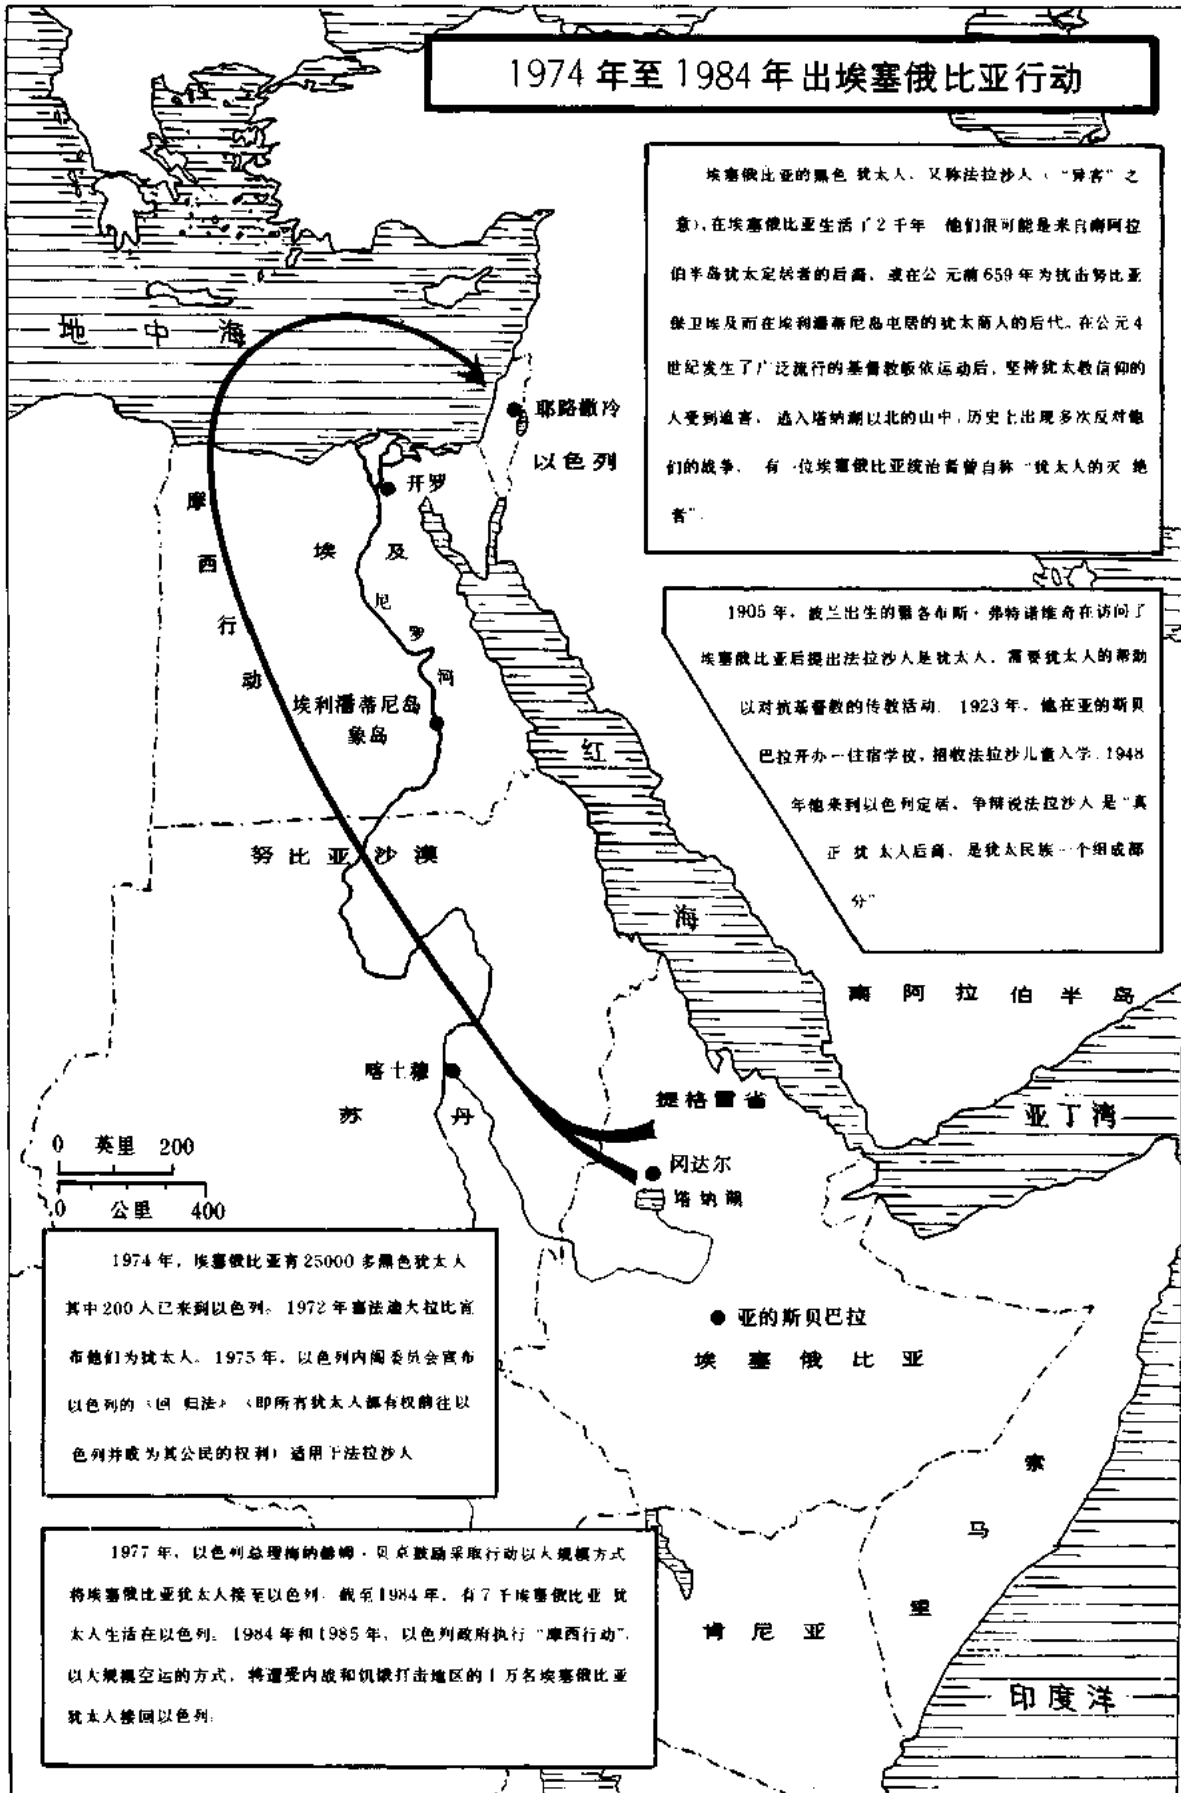 1974 年至 1984 年出埃塞俄比亚行动
埃塞俄比亚的黑色 犹太人、又称法拉沙人（“异客”之
意），在埃塞俄比亚生活了2千年 他们很可能是来自南阿拉
伯半岛犹太定居者的后裔、或在公元前659年为抗击努比亚
保卫埃及而在埃利潘蒂尼岛屯居的犹太商人的后代。在公元4
世纪发生了广泛流行的基督教皈依运动后，坚持犹太教信仰的
人受到迫害、逃入塔纳湖以北的山中，历史上出现多次反对他
们的战争、有一位埃塞俄比亚统治者曾自称“犹太人的灭 绝
者”.
地 中 海
耶路撒冷
以色列
开罗
摩西行动
埃 及
尼罗河
埃利潘蒂尼岛
象岛
红 海
1905年，波兰出生的雅各布斯·弗特诺维奇在访问了
埃塞俄比亚后提出法拉沙人是犹太人、需要犹太人的帮助
以对抗基督教的传教活动. 1923年，他在亚的斯贝
巴拉开办一住宿学校，招收法拉沙儿童入学. 1948
年他来到以色列定居、争辩说法拉沙人是“真
正 犹 太人后裔、是犹太民族一个组成部
分”
努 比 亚 沙 漠
南 阿 拉 伯 半 岛
喀土穆
苏 丹
提格雷省
亚丁湾
冈达尔
塔纳湖
0 英里 200
0 公里 400
1974年，埃塞俄比亚有25000多黑色犹太人
其中200人已来到以色列。1972年塞法迪大拉比宣
布他们为犹太人。1975年，以色列内阁委员会宣布
以色列的《回 归法》（即所有犹太人都有权前往以
色列并成为其公民的权利）适用于法拉沙人
亚的斯贝巴拉
埃 塞 俄 比 亚
索 马 里
1977年，以色列总理梅纳赫姆·贝京鼓励采取行动以大规模方式
将埃塞俄比亚犹太人接至以色列. 截至1984年，有7千埃塞俄比亚 犹
太人生活在以色列. 1984年和1985年，以色列政府执行“摩西行动”，
以大规模空运的方式，将遭受内战和饥饿打击地区的1万名埃塞俄比亚
犹太人接回以色列.
肯 尼 亚
印度洋